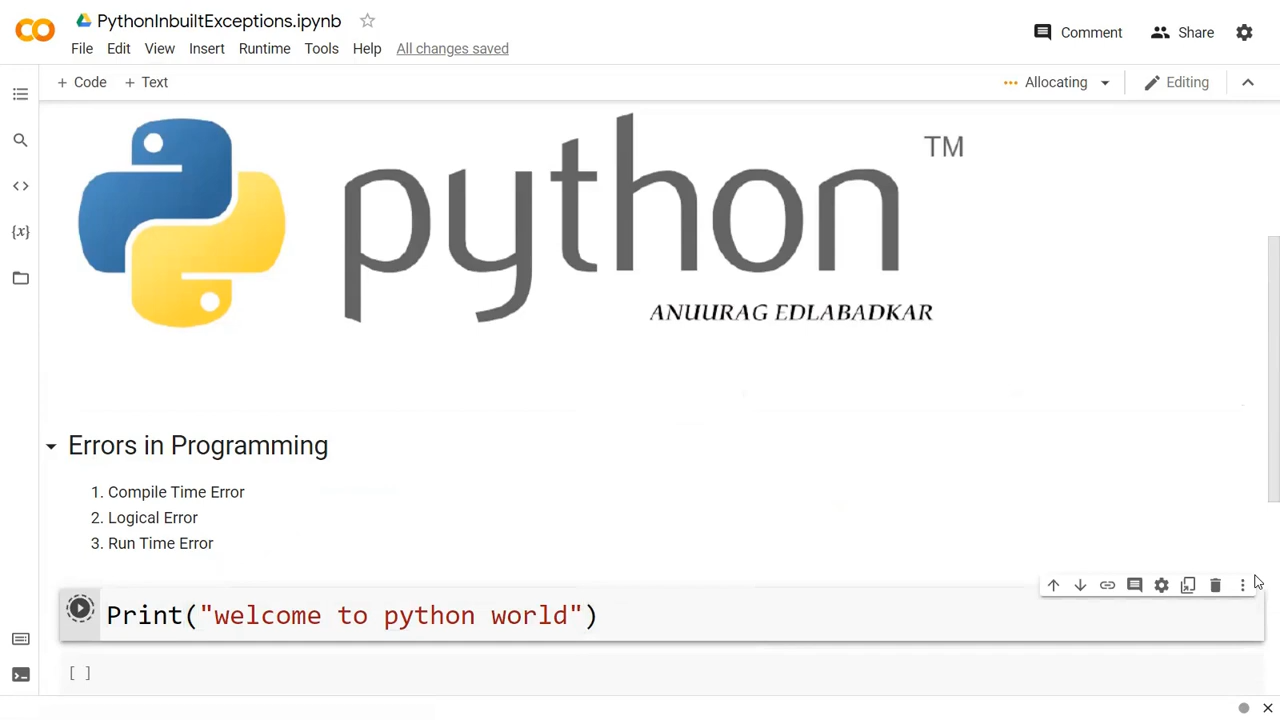 PythonInbuiltExceptions.ipynb
File Edit View Insert Runtime Tools Help All changes saved
Comment Share
+ Code + Text
Allocating Editing
python TM
ANUURAG EDLABADKAR
{x}
Errors in Programming
1. Compile Time Error
2. Logical Error
3. Run Time Error
Print("welcome to python world")
[ ]